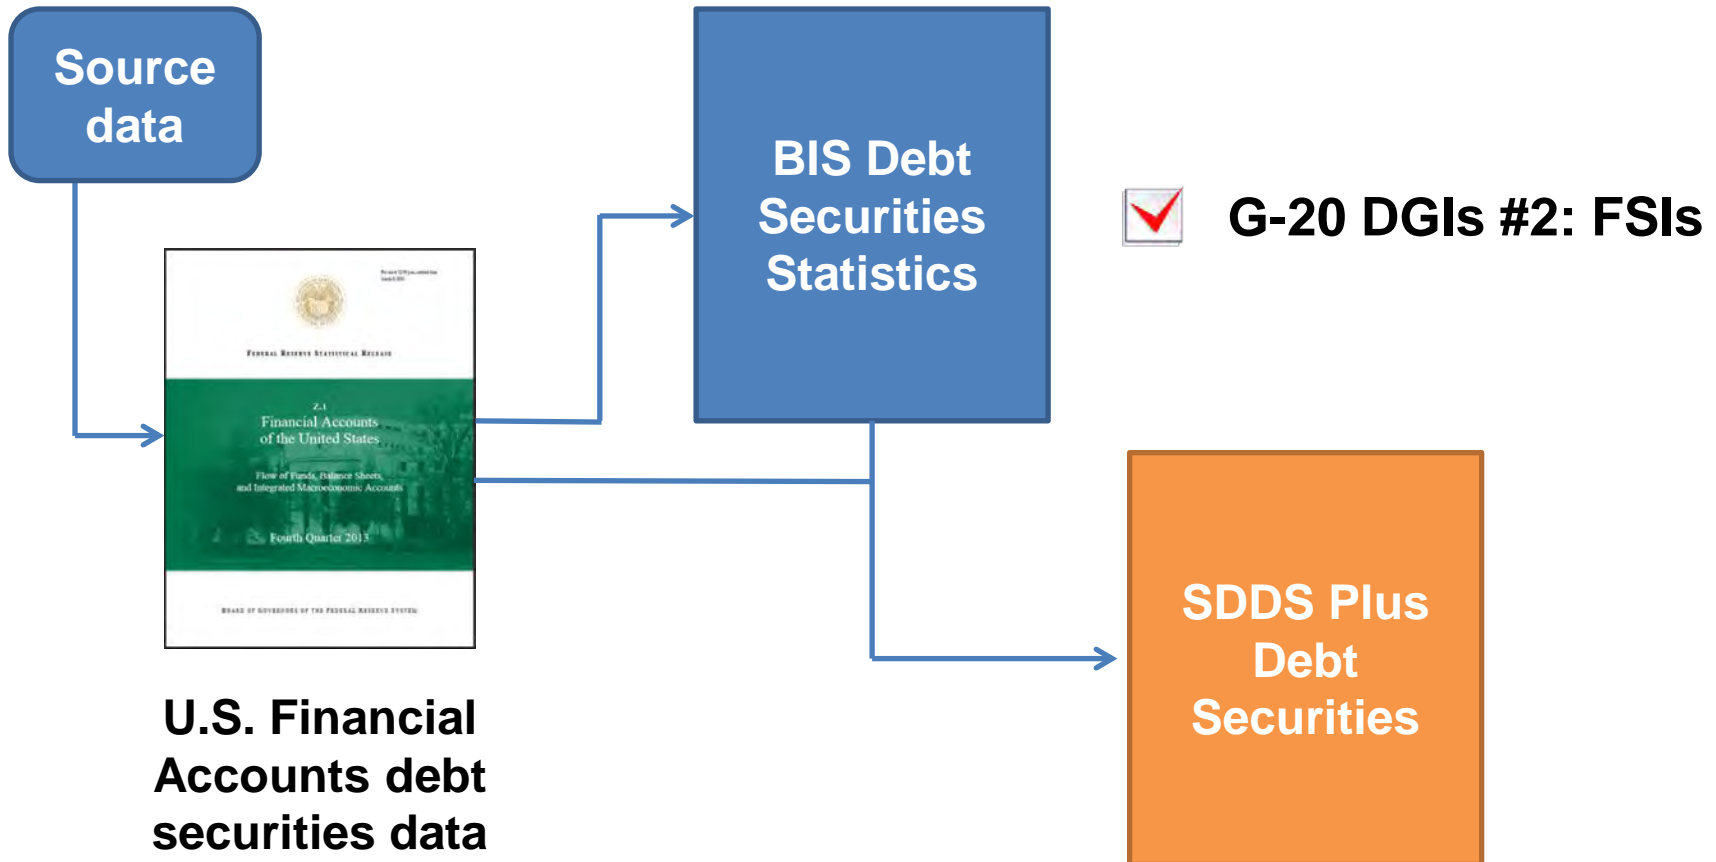 Source
data
BIS Debt
Securities
Statistics
G-20 DGIs #2: FSIs
FEDERAL RESERVE STATISTICAL RELEASE
Z.1
Financial Accounts
of the United States
Flow of Funds, Balance Sheets,
and Integrated Macroeconomic Accounts
Fourth Quarter 2013
BOARD OF GOVERNORS OF THE FEDERAL RESERVE SYSTEM
U.S. Financial
Accounts debt
securities data
SDDS Plus
Debt
Securities